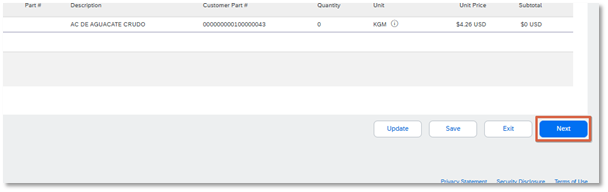 Part # Description Customer Part # Quantity Unit Unit Price Subtotal
AC DE AGUACATE CRUDO 000000000100000043 0 KGM $4.26 USD $0 USD
Update Save Exit Next
Privacy Statement Security Disclosure Terms of Use